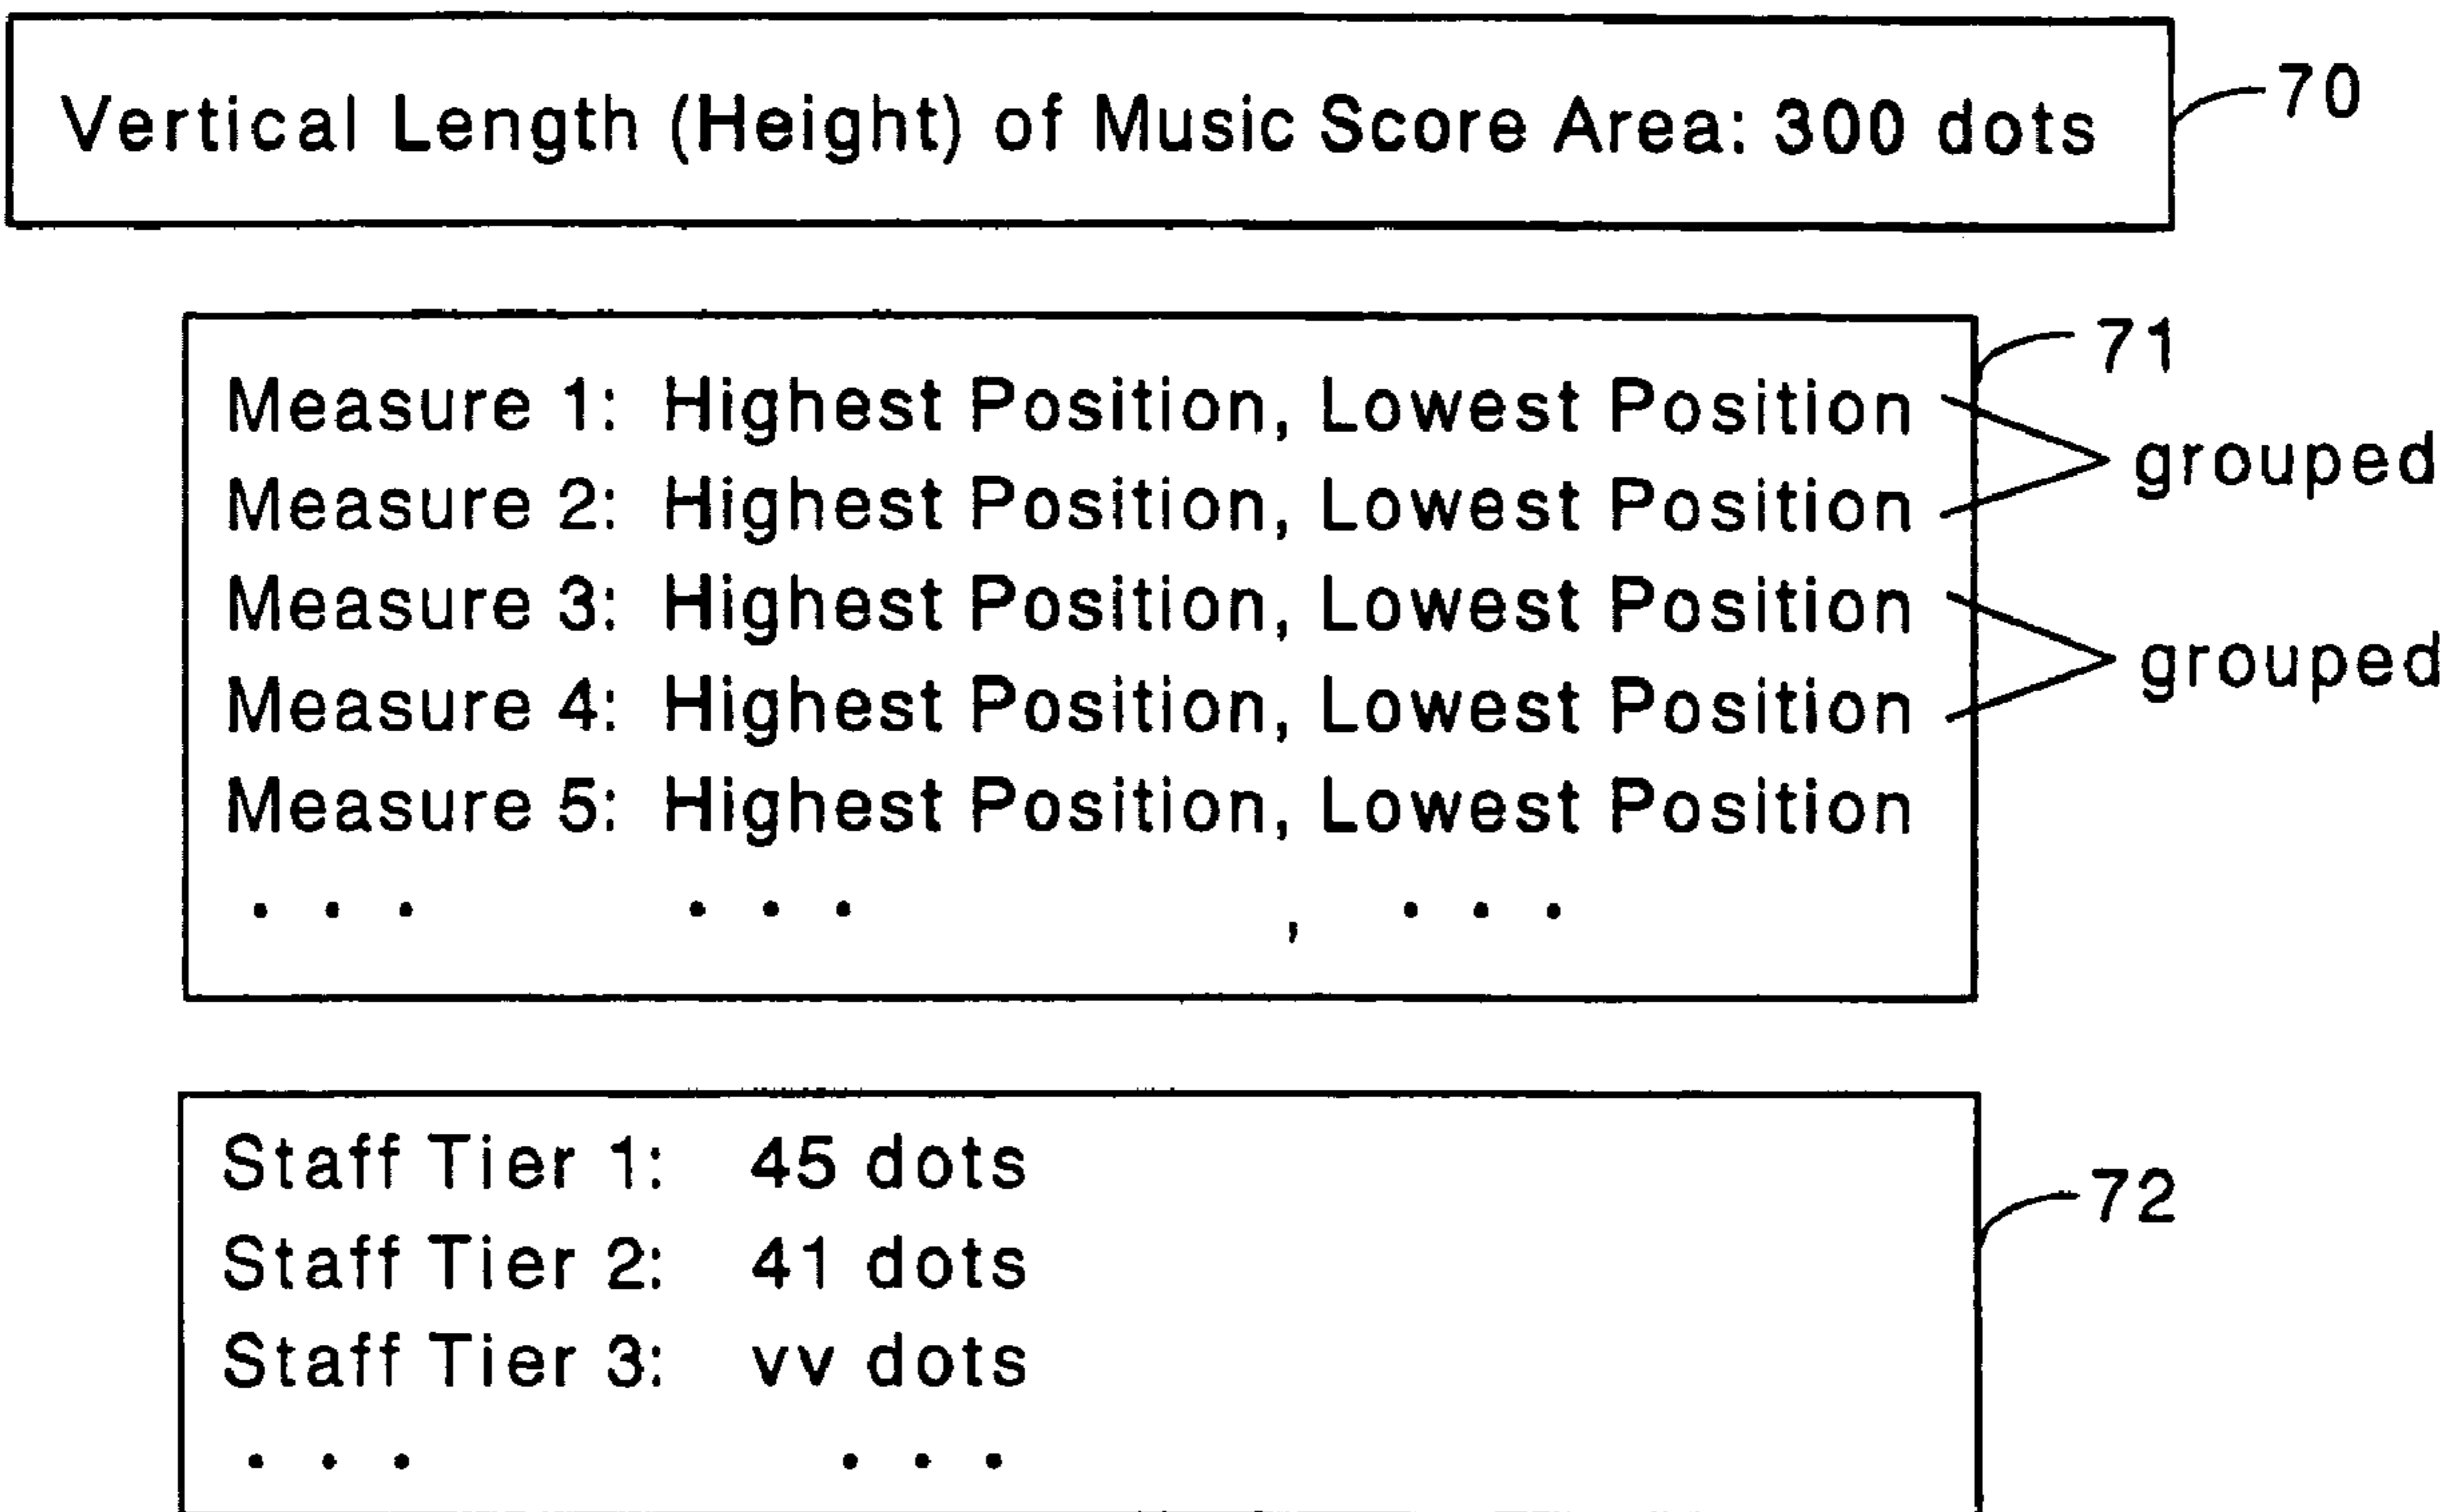 Vertical Length (Height) of Music Score Area: 300 dots
70
71
Measure 1: Highest Position, Lowest Position
grouped
Measure 2: Highest Position, Lowest Position
Measure 3: Highest Position, Lowest Position
grouped
Measure 4: Highest Position, Lowest Position
Measure 5: Highest Position, Lowest Position
. . . . . . , . . .
Staff Tier 1: 45 dots
72
Staff Tier 2: 41 dots
Staff Tier 3: vv dots
. . . . . .